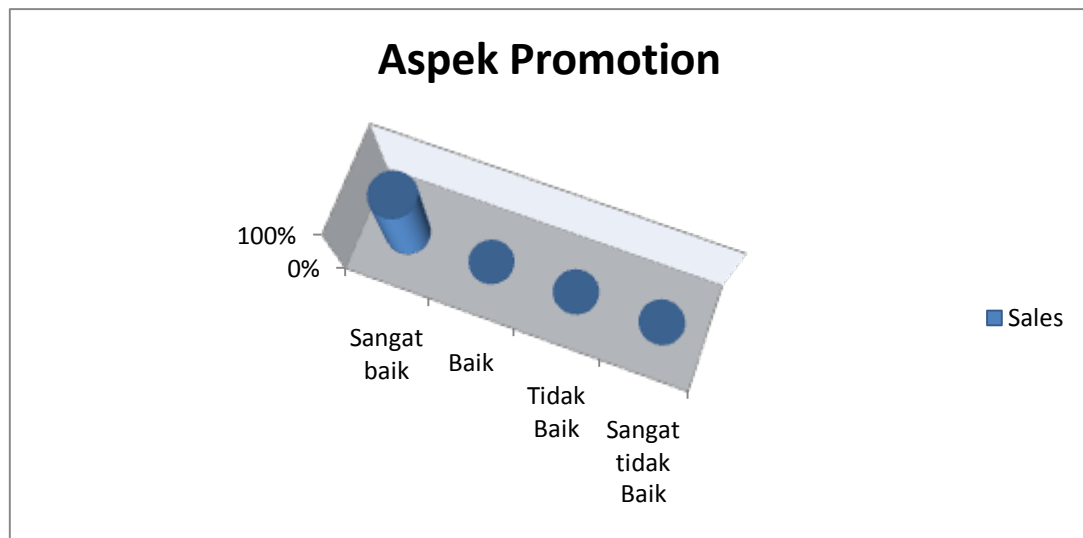 Aspek Promotion
100%
0%
Sangat
baik
Baik
Tidak
Baik
Sangat
tidak
Baik
Sales